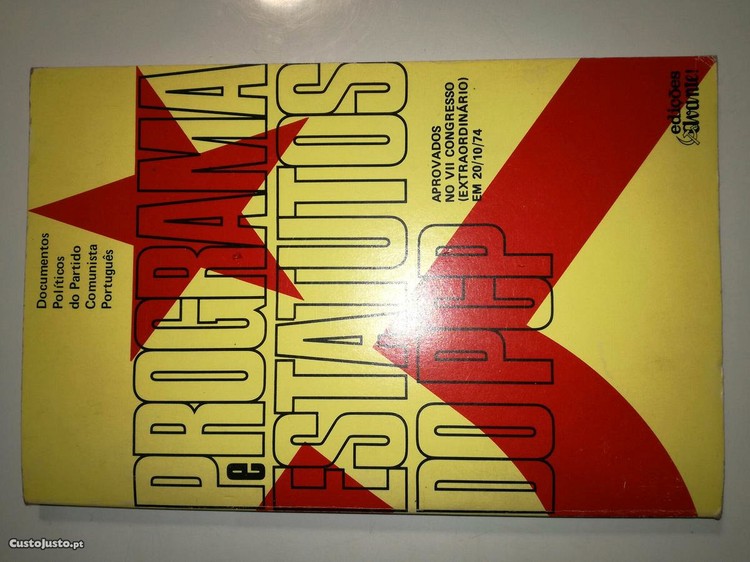 Documentos
Políticos
do Partido
Comunista
Português
PROGRAMA
e
ESTATUTOS
DO PCP
APROVADOS
NO VII CONGRESSO
(EXTRAORDINÁRIO)
EM 20/10/74
edições
Avante!
CustoJusto.pt